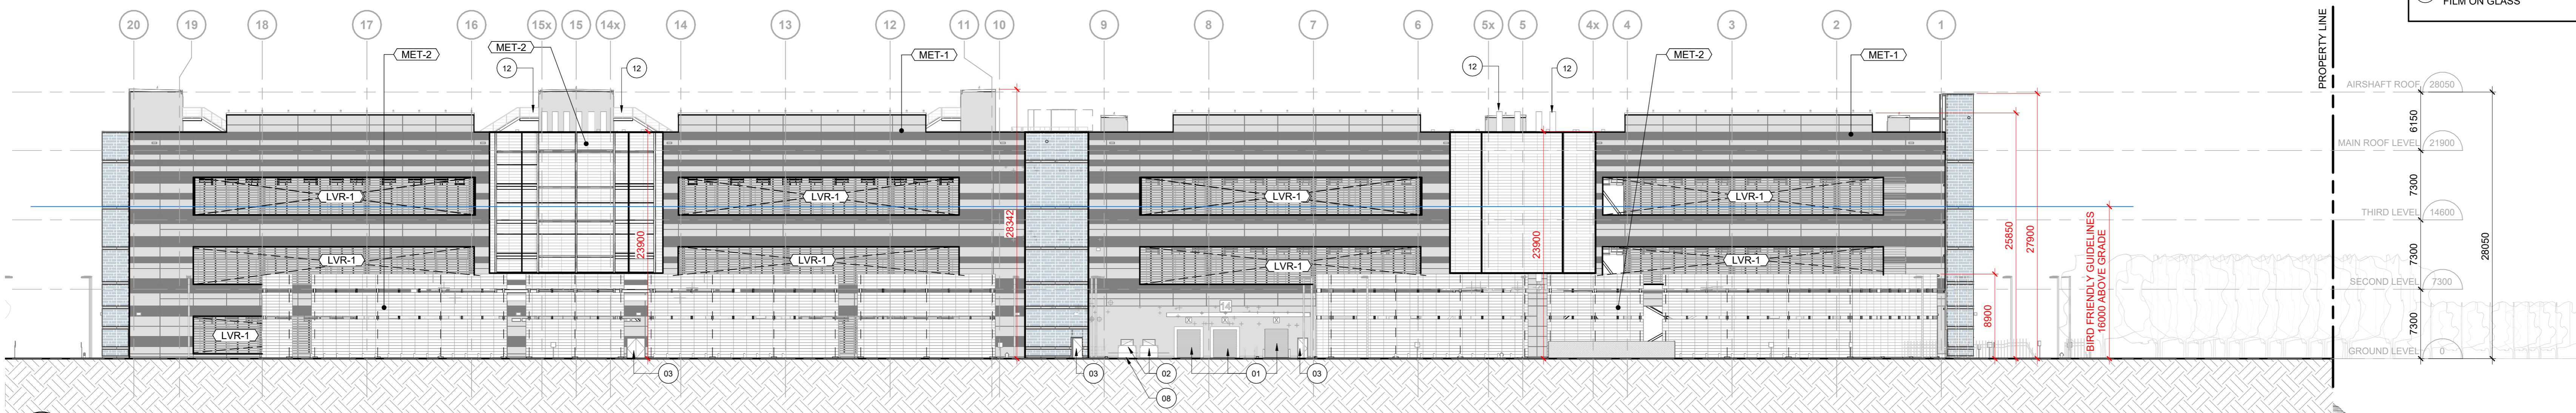 FILM ON GLASS
20 19 18 17 16 15x 15 14x 14 13 12 11 10 9 8 7 6 5x 5 4x 4 3 2 1
PROPERTY LINE
MET-2
MET-2
MET-1
MET-2
MET-1
12
12
12
12
AIRSHAFT ROOF 28050
MAIN ROOF LEVEL 21900
THIRD LEVEL 14600
SECOND LEVEL 7300
GROUND LEVEL 0
6150
7300
7300
7300
28050
LVR-1
LVR-1
LVR-1
LVR-1
LVR-1
LVR-1
LVR-1
LVR-1
LVR-1
23900
28342
23900
8900
25850
27900
BIRD FRIENDLY GUIDELINES
16000 ABOVE GRADE
14
03
03
02
01
03
08